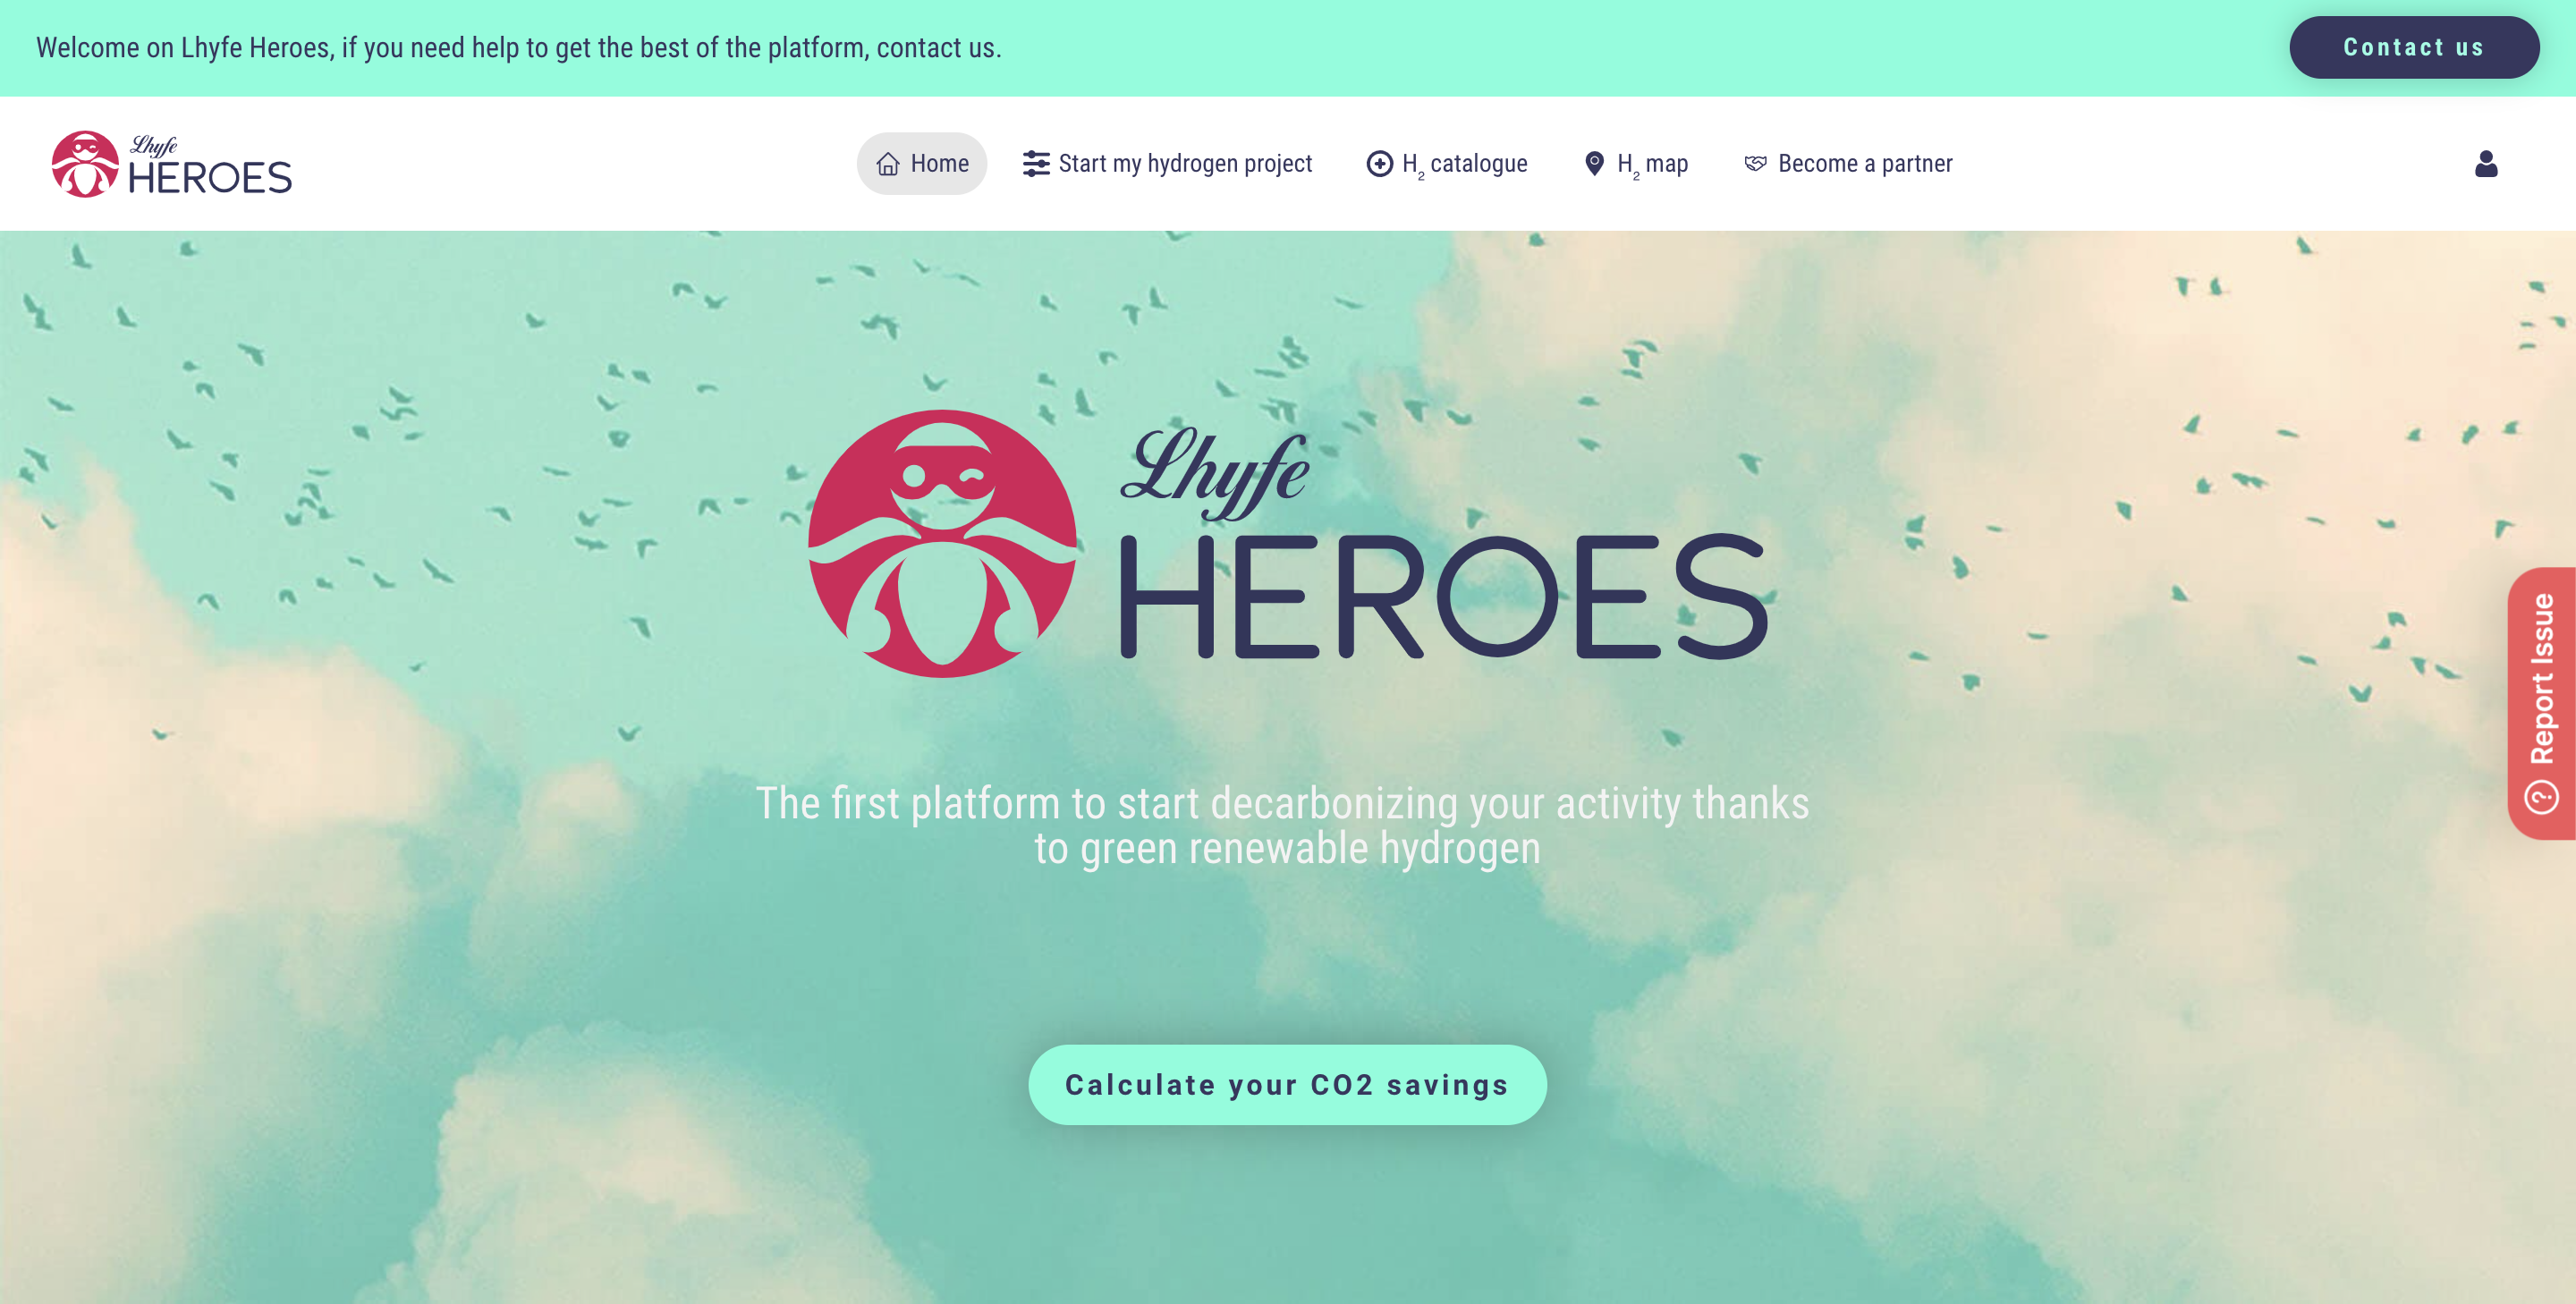 Welcome on Lhyfe Heroes, if you need help to get the best of the platform, contact us.
Contact us
Lhyfe
HEROES
Home
Start my hydrogen project
H₂ catalogue
H₂ map
Become a partner
Lhyfe
HEROES
The first platform to start decarbonizing your activity thanks
to green renewable hydrogen
Report Issue
Calculate your CO2 savings